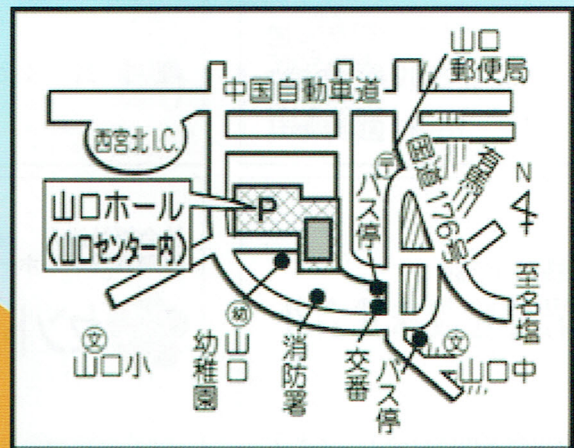 山口
郵便局
中国自動車道
西宮北I.C.
〒
バス停
国道176号
有馬川
N
山口ホール
(山口センター内)
P
至名塩
文
山口小
幼
山口
幼稚園
消防署
交番
バス停
文
山口中